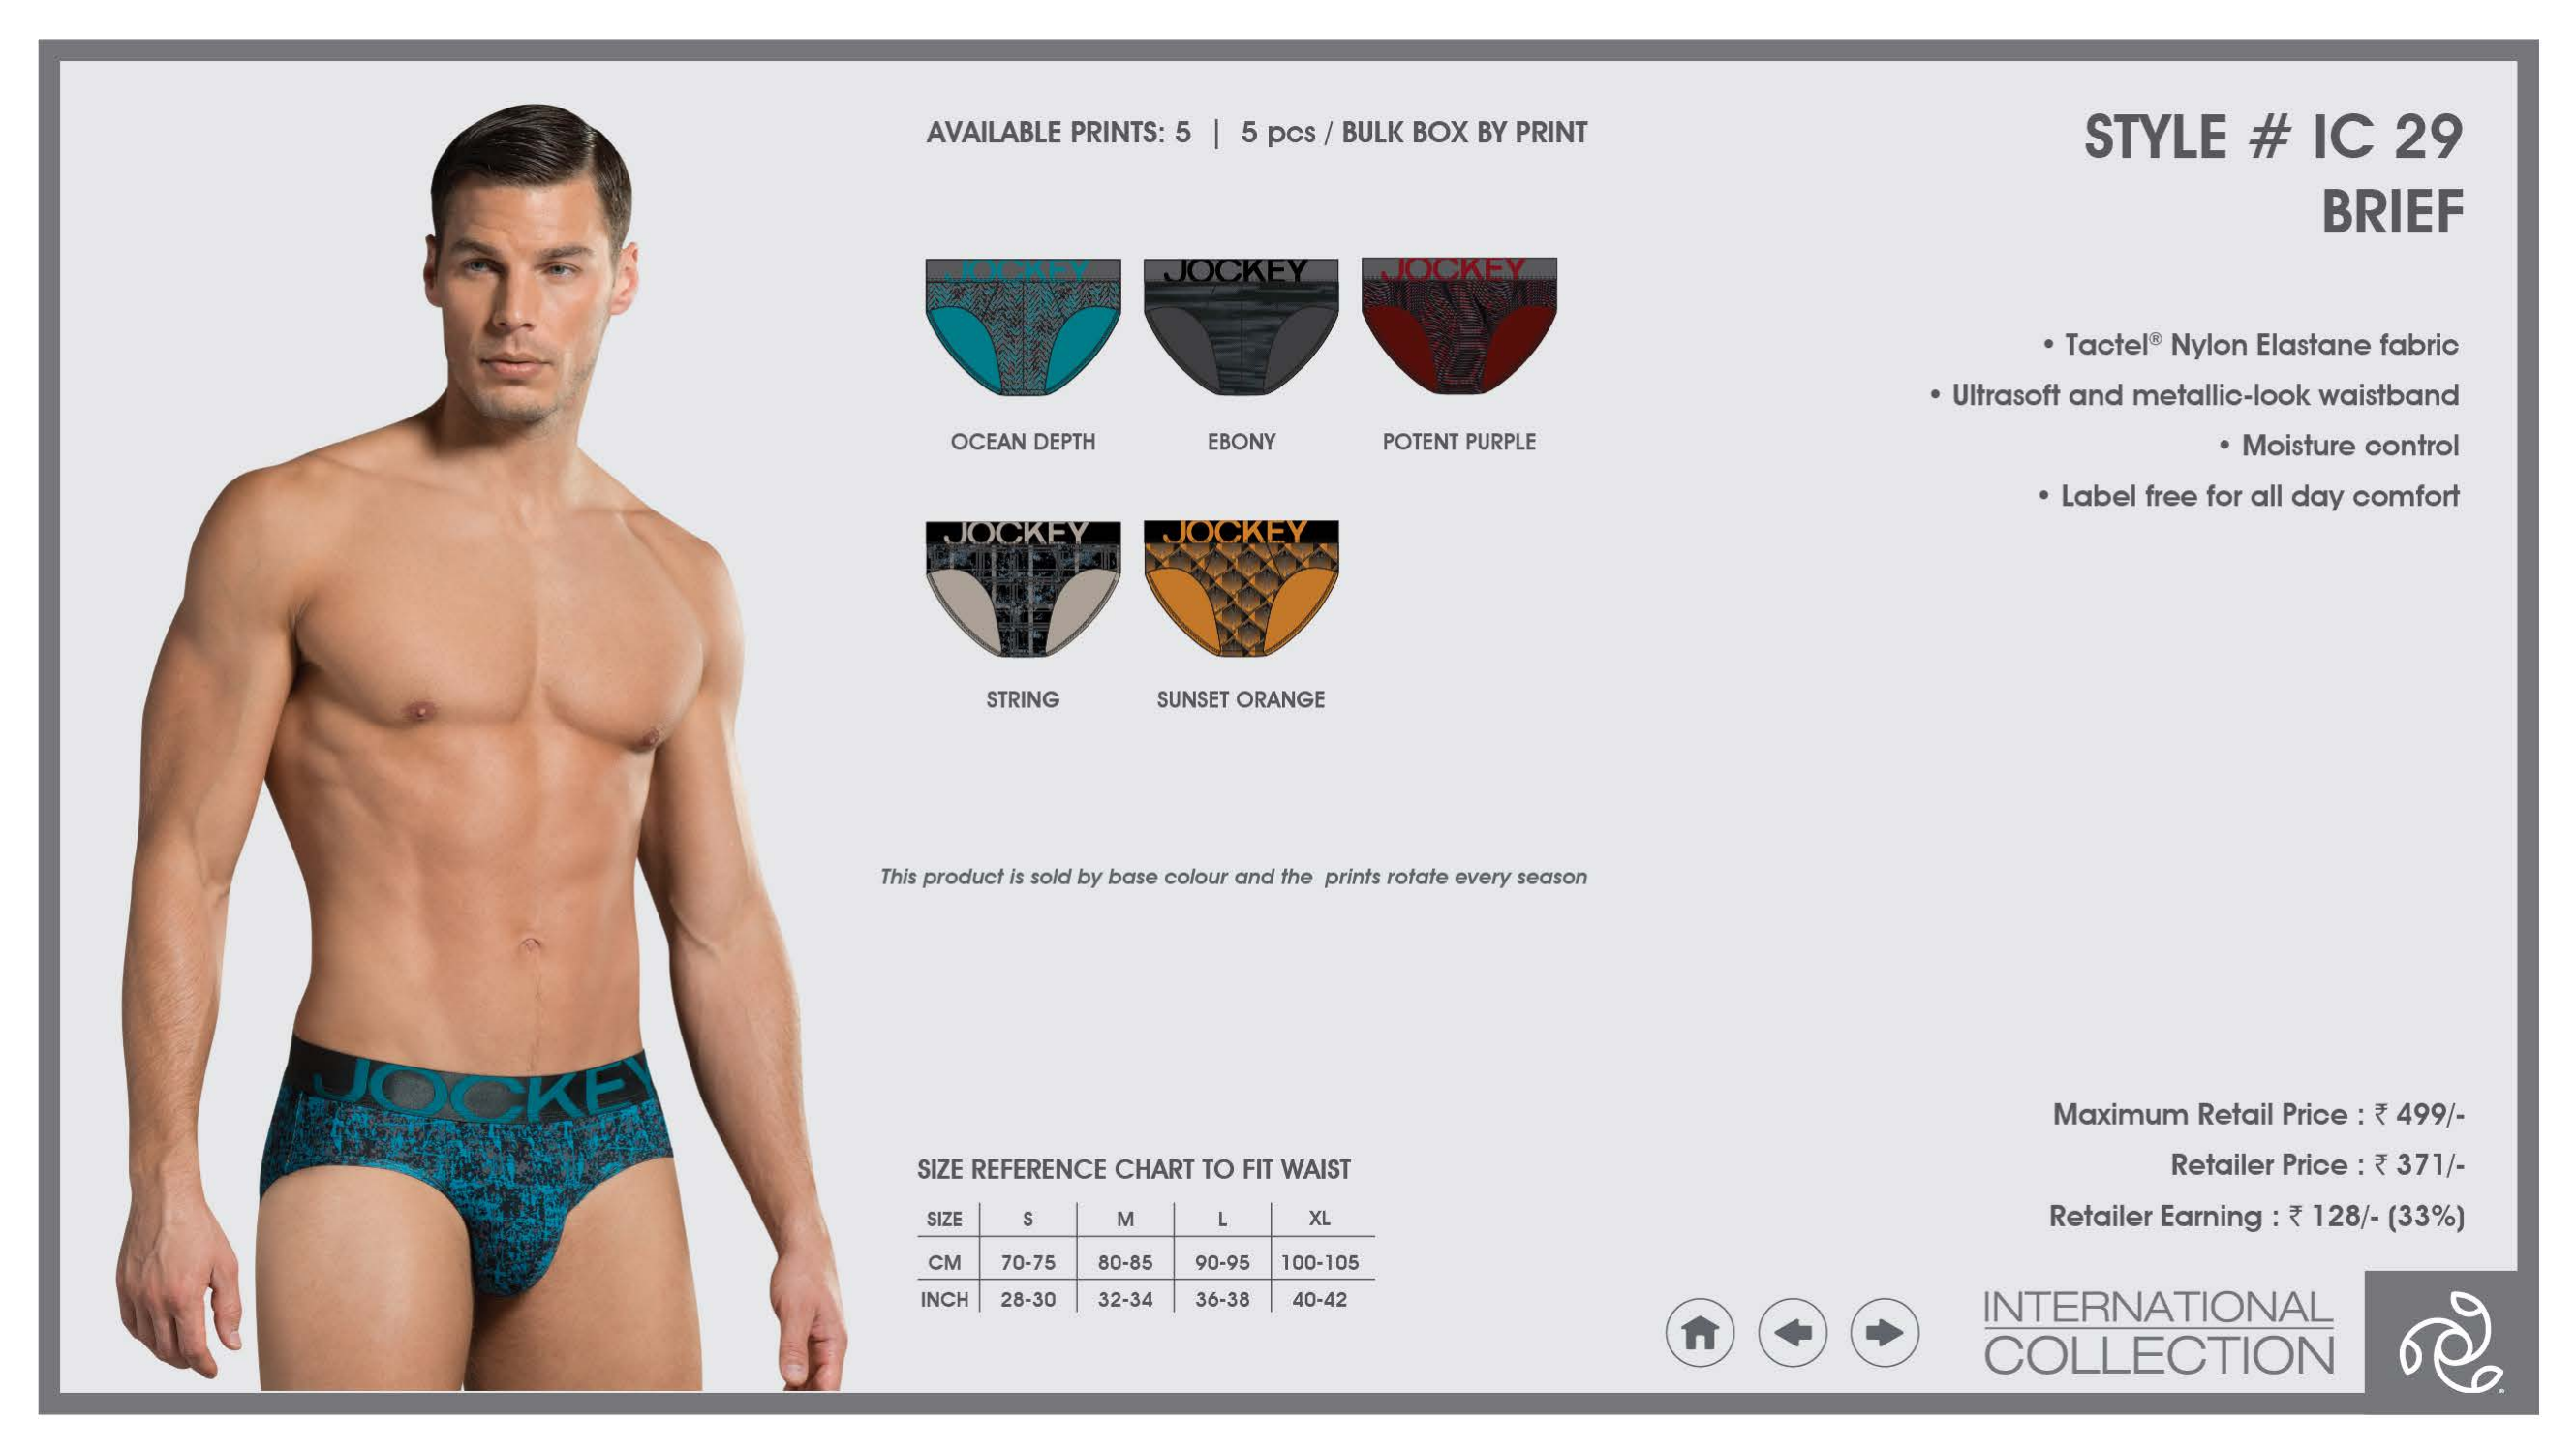 AVAILABLE PRINTS: 5 | 5 pcs / BULK BOX BY PRINT
STYLE # IC 29
BRIEF
JOCKEY
JOCKEY
JOCKEY
OCEAN DEPTH
EBONY
POTENT PURPLE
• Tactel® Nylon Elastane fabric
• Ultrasoft and metallic-look waistband
• Moisture control
• Label free for all day comfort
JOCKEY
JOCKEY
STRING
SUNSET ORANGE
This product is sold by base colour and the prints rotate every season
JOCKEY
SIZE REFERENCE CHART TO FIT WAIST
SIZE S M L XL
CM 70-75 80-85 90-95 100-105
INCH 28-30 32-34 36-38 40-42
Maximum Retail Price : ₹ 499/-
Retailer Price : ₹ 371/-
Retailer Earning : ₹ 128/- (33%)
INTERNATIONAL
COLLECTION